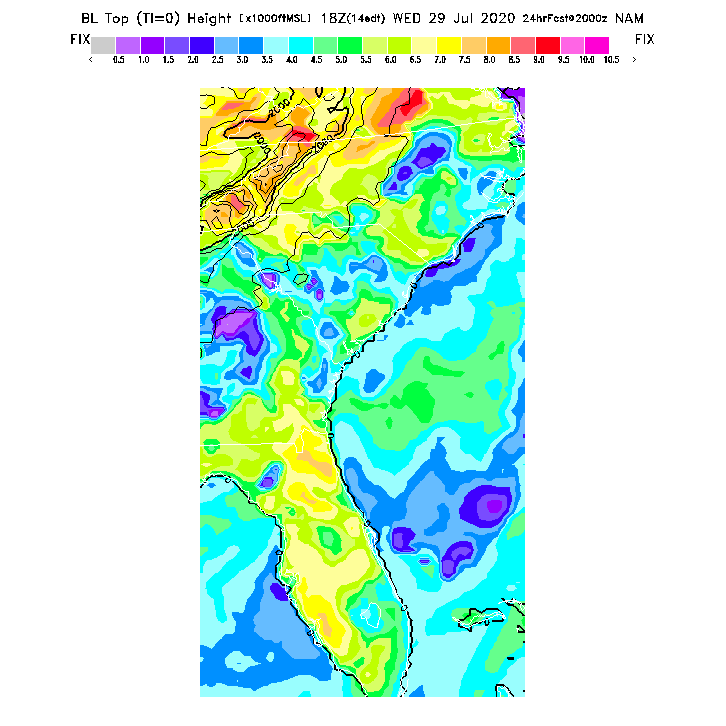 BL Top (TI=0) Height [x1000ftMSL] 18Z(14edt) WED 29 Jul 2020 24hrFcst@2000z NAM
FIX FIX
< 0.5 1.0 1.5 2.0 2.5 3.0 3.5 4.0 4.5 5.0 5.5 6.0 6.5 7.0 7.5 8.0 8.5 9.0 9.5 10.0 10.5 >
2000
2000
2000